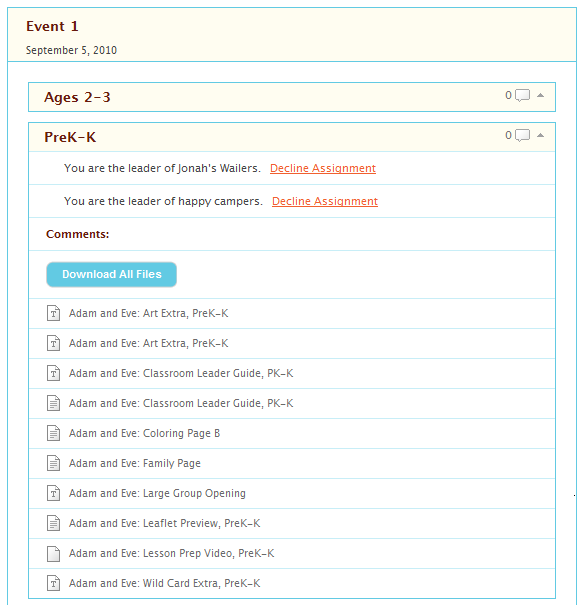 Event 1
September 5, 2010
Ages 2-3 0
PreK-K 0
You are the leader of Jonah's Wailers. Decline Assignment
You are the leader of happy campers. Decline Assignment
Comments:
Download All Files
T Adam and Eve: Art Extra, PreK-K
T Adam and Eve: Art Extra, PreK-K
T Adam and Eve: Classroom Leader Guide, PK-K
Adam and Eve: Classroom Leader Guide, PK-K
Adam and Eve: Coloring Page B
Adam and Eve: Family Page
T Adam and Eve: Large Group Opening
Adam and Eve: Leaflet Preview, PreK-K
Adam and Eve: Lesson Prep Video, PreK-K
T Adam and Eve: Wild Card Extra, PreK-K